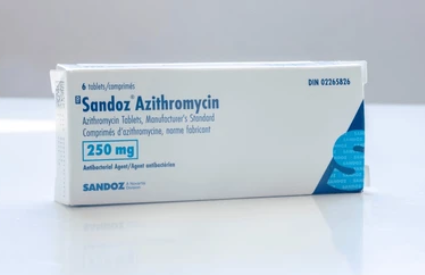 6 tablets/comprimés
DIN 02265826
Sandoz® Azithromycin
Azithromycin Tablets, Manufacturer's Standard
Comprimés d'azithromycine, norme fabricant
250 mg
Antibacterial Agent/Agent antibactérien
SANDOZ A Novartis